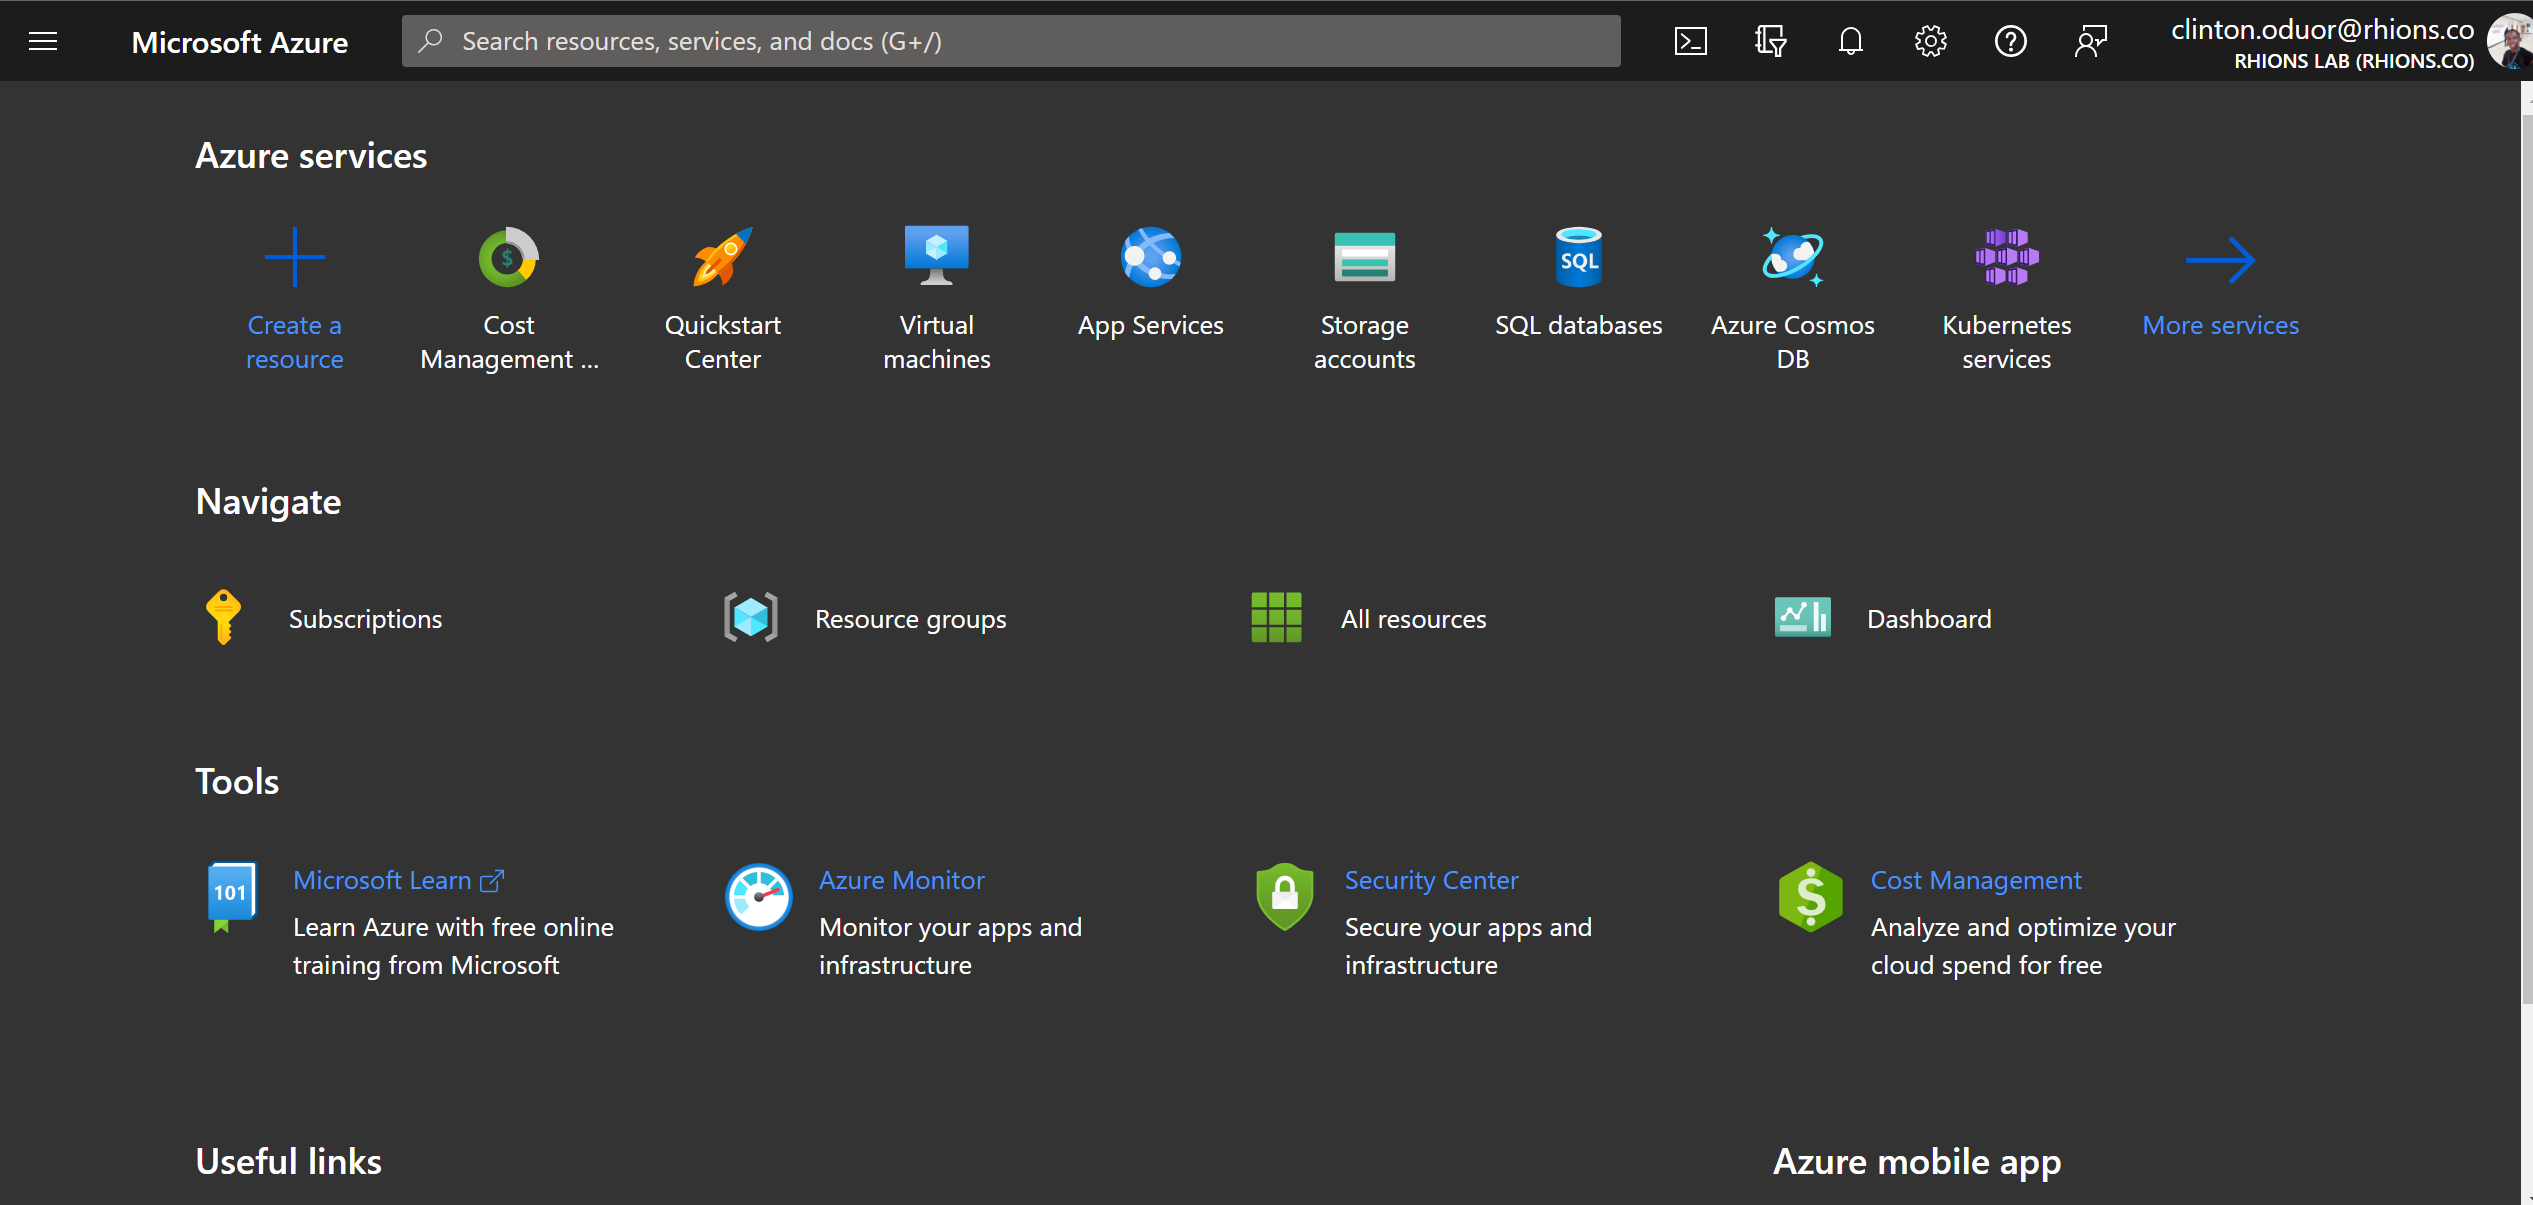 Microsoft Azure
Search resources, services, and docs (G+/)
clinton.oduor@rhions.co
RHIONS LAB (RHIONS.CO)
Azure services
Create a
resource
Cost
Management ...
Quickstart
Center
Virtual
machines
App Services
Storage
accounts
SQL
SQL databases
Azure Cosmos
DB
Kubernetes
services
More services
Navigate
Subscriptions
Resource groups
All resources
Dashboard
Tools
101
Microsoft Learn
Learn Azure with free online
training from Microsoft
Azure Monitor
Monitor your apps and
infrastructure
Security Center
Secure your apps and
infrastructure
Cost Management
Analyze and optimize your
cloud spend for free
Useful links
Azure mobile app